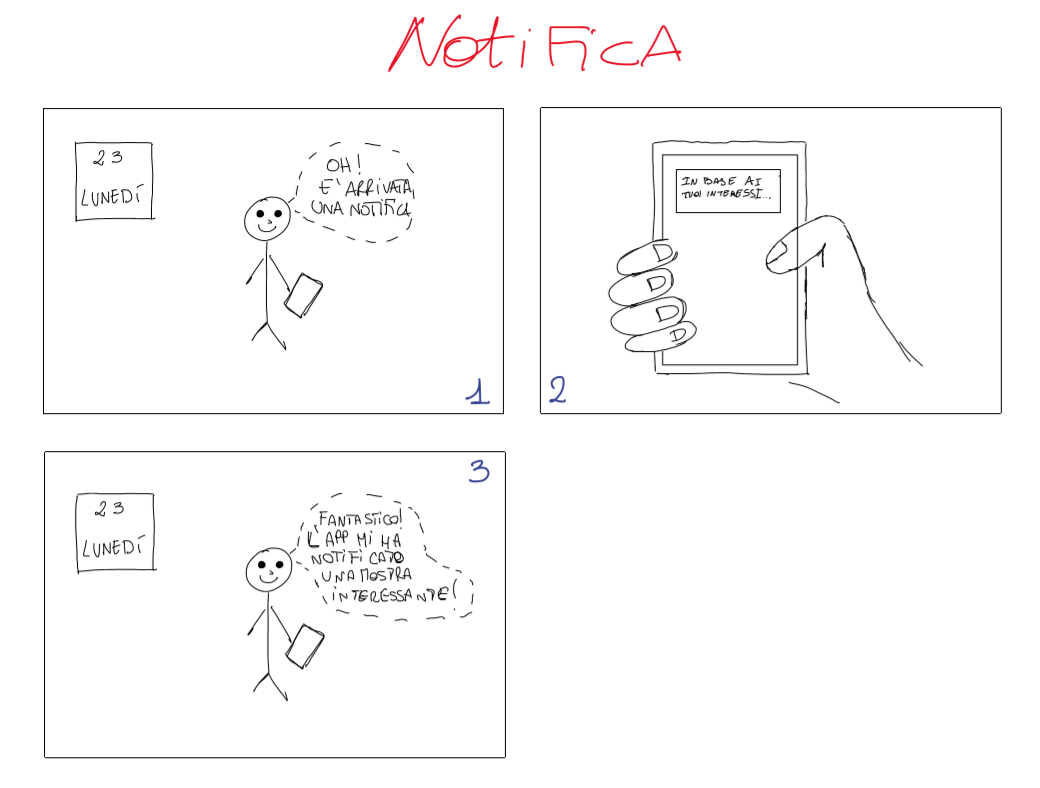 NotiFicA
23
LUNEDÍ
OH!
E' ARRIVATA
UNA NOTIFICA
1
IN BASE AI
TUOI INTERESSI...
2
3
23
LUNEDÍ
FANTASTICO!
L'APP MI HA
NOTIFICATO
UNA MOSTRA
INTERESSANTE!